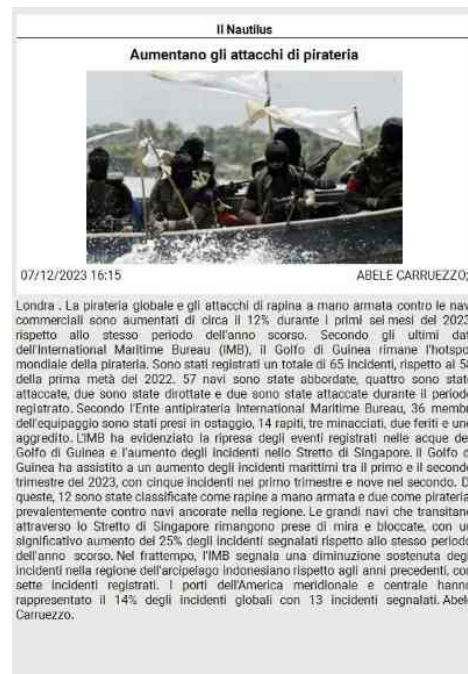 Il Nautilus
Aumentano gli attacchi di pirateria
07/12/2023 16:15
ABELE CARRUEZZO;
Londra . La pirateria globale e gli attacchi di rapina a mano armata contro le nav
commerciali sono aumentati di circa il 12% durante i primi sei mesi del 2023
rispetto allo stesso periodo dell'anno scorso. Secondo gli ultimi dat
dell'International Maritime Bureau (IMB), il Golfo di Guinea rimane l'hotspo
mondiale della pirateria. Sono stati registrati un totale di 65 incidenti, rispetto ai 58
della prima metà del 2022. 57 navi sono state abbordate, quattro sono stat
attaccate, due sono state dirottate e due sono state attaccate durante il period
registrato. Secondo l'Ente antipirateria International Maritime Bureau, 36 membr
dell'equipaggio sono stati presi in ostaggio, 14 rapiti, tre minacciati, due feriti e un
aggredito. L'IMB ha evidenziato la ripresa degli eventi registrati nelle acque de
Golfo di Guinea e l'aumento degli incidenti nello Stretto di Singapore. Il Golfo d
Guinea ha assistito a un aumento degli incidenti marittimi tra il primo e il second
trimestre del 2023, con cinque incidenti nel primo trimestre e nove nel secondo. D
queste, 12 sono state classificate come rapine a mano armata e due come pirateria
prevalentemente contro navi ancorate nella regione. Le grandi navi che transitan
attraverso lo Stretto di Singapore rimangono prese di mira e bloccate, con u
significativo aumento del 25% degli incidenti segnalati rispetto allo stesso periodo
dell'anno scorso. Nel frattempo, l'IMB segnala una diminuzione sostenuta deg
incidenti nella regione dell'arcipelago indonesiano rispetto agli anni precedenti, con
sette incidenti registrati. I porti dell'America meridionale e centrale hann
rappresentato il 14% degli incidenti globali con 13 incidenti segnalati. Abel
Carruezzo.